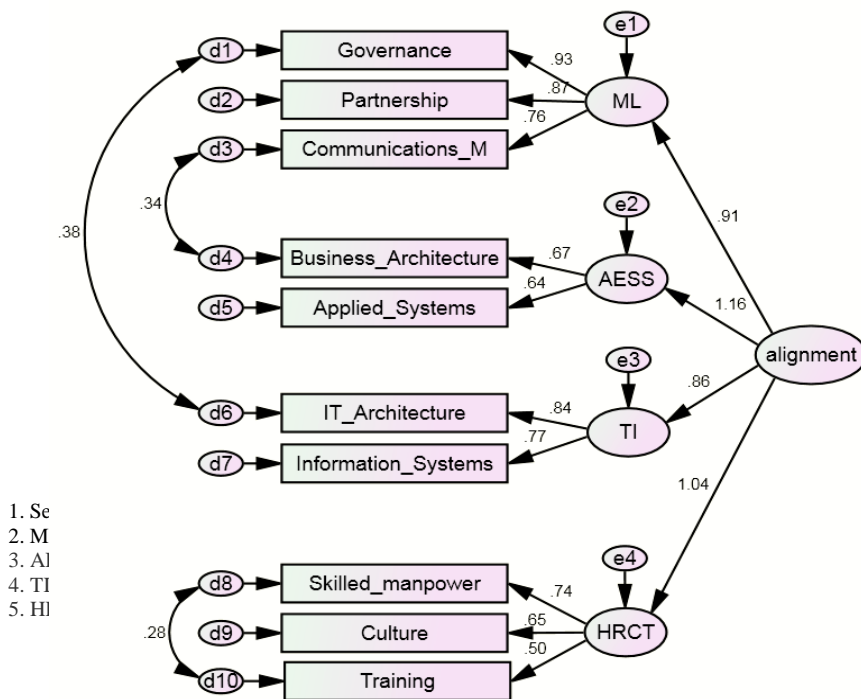 e1
d1
Governance
.93
d2
Partnership
.87
ML
.76
d3
Communications_M
.91
.34
.38
e2
d4
Business_Architecture
.67
AESS
d5
Applied_Systems
.64
1.16
alignment
e3
.86
d6
IT_Architecture
.84
TI
d7
Information_Systems
.77
1.04
1. Se
2. M
3. Al
4. TI
5. HI
e4
d8
Skilled_manpower
.74
.28
d9
Culture
.65
HRCT
.50
d10
Training